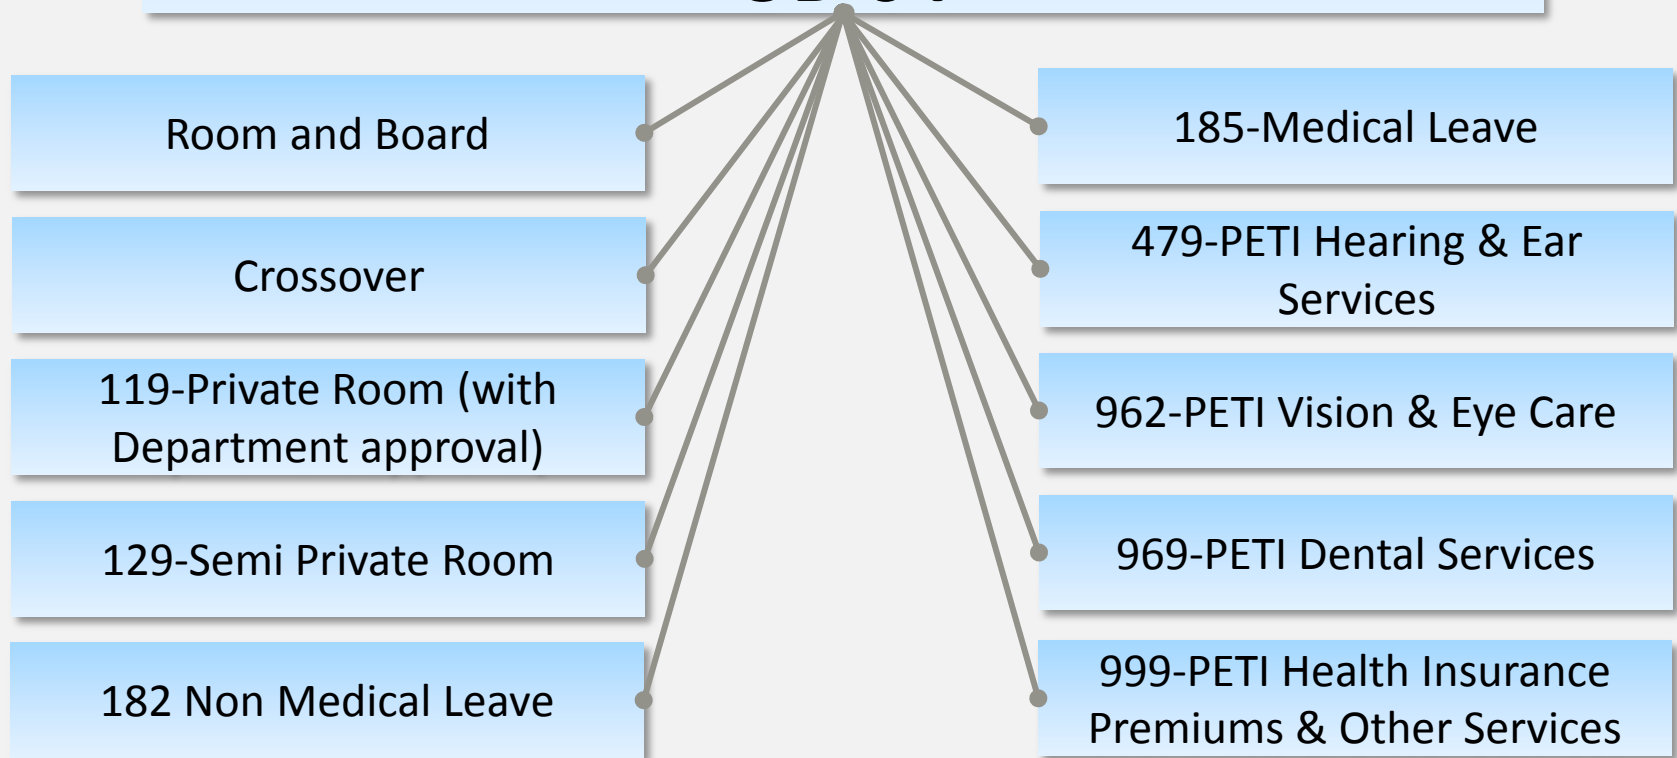 Room and Board
Crossover
119-Private Room (with
Department approval)
129-Semi Private Room
182 Non Medical Leave
185-Medical Leave
479-PETI Hearing & Ear
Services
962-PETI Vision & Eye Care
969-PETI Dental Services
999-PETI Health Insurance
Premiums & Other Services